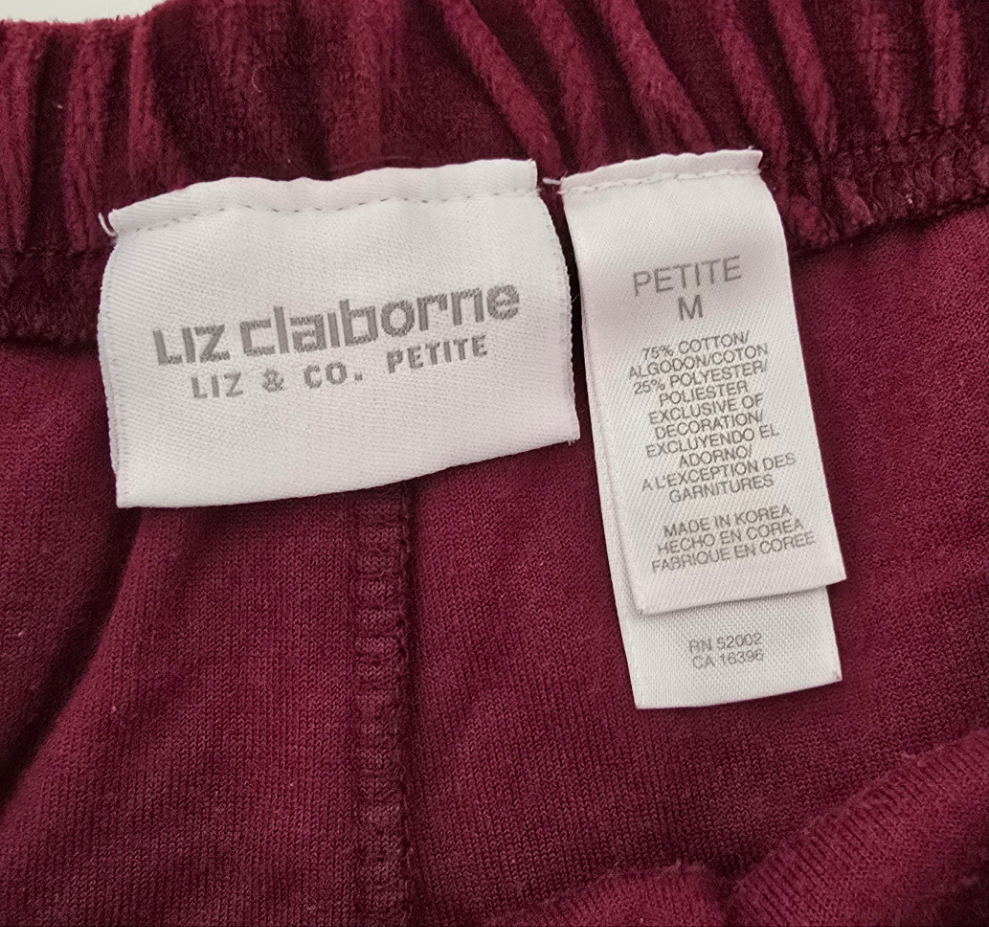 LIZ claiborne
LIZ & CO. PETITE
PETITE
M
75% COTTON/
ALGODON/COTON
25% POLYESTER/
POLIESTER
EXCLUSIVE OF
DECORATION/
EXCLUYENDO EL
ADORNO/
A L'EXCEPTION DES
GARNITURES
MADE IN KOREA
HECHO EN COREA
FABRIQUE EN COREE
RN 52002
CA 16396